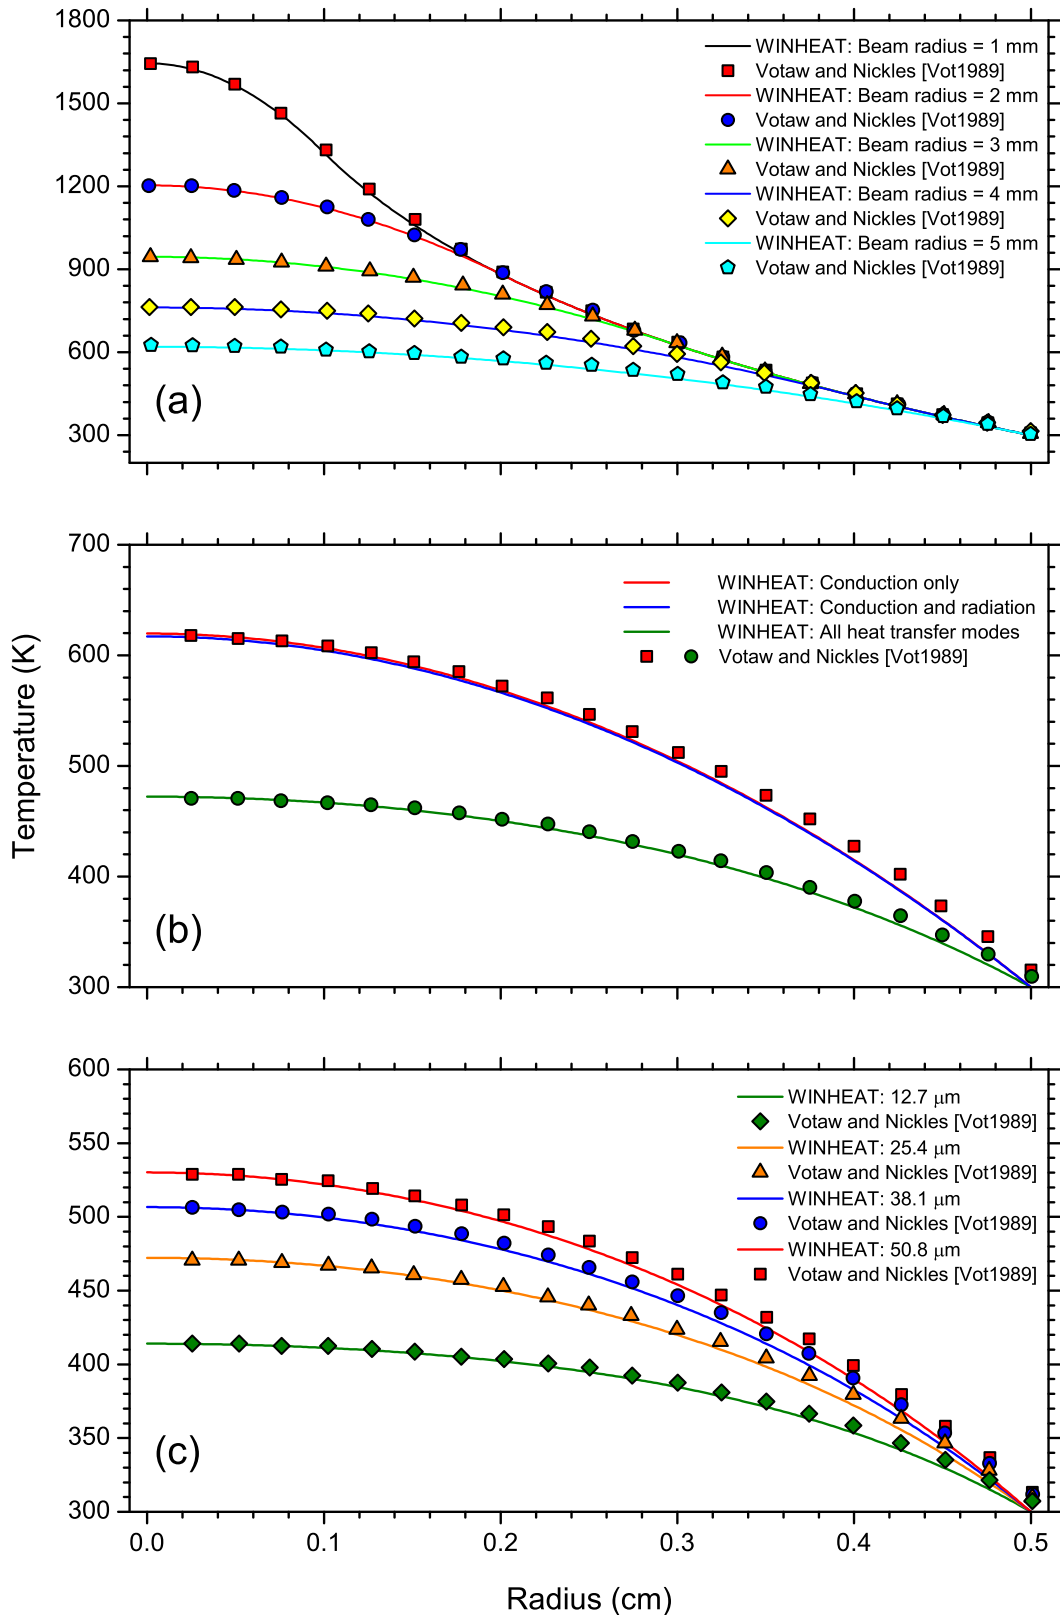 1800
1500
1200
900
600
300
WINHEAT: Beam radius = 1 mm
Votaw and Nickles [Vot1989]
WINHEAT: Beam radius = 2 mm
Votaw and Nickles [Vot1989]
WINHEAT: Beam radius = 3 mm
Votaw and Nickles [Vot1989]
WINHEAT: Beam radius = 4 mm
Votaw and Nickles [Vot1989]
WINHEAT: Beam radius = 5 mm
Votaw and Nickles [Vot1989]
(a)
700
600
500
400
300
WINHEAT: Conduction only
WINHEAT: Conduction and radiation
WINHEAT: All heat transfer modes
Votaw and Nickles [Vot1989]
(b)
Temperature (K)
600
550
500
450
400
350
300
WINHEAT: 12.7 μm
Votaw and Nickles [Vot1989]
WINHEAT: 25.4 μm
Votaw and Nickles [Vot1989]
WINHEAT: 38.1 μm
Votaw and Nickles [Vot1989]
WINHEAT: 50.8 μm
Votaw and Nickles [Vot1989]
(c)
0.0 0.1 0.2 0.3 0.4 0.5
Radius (cm)